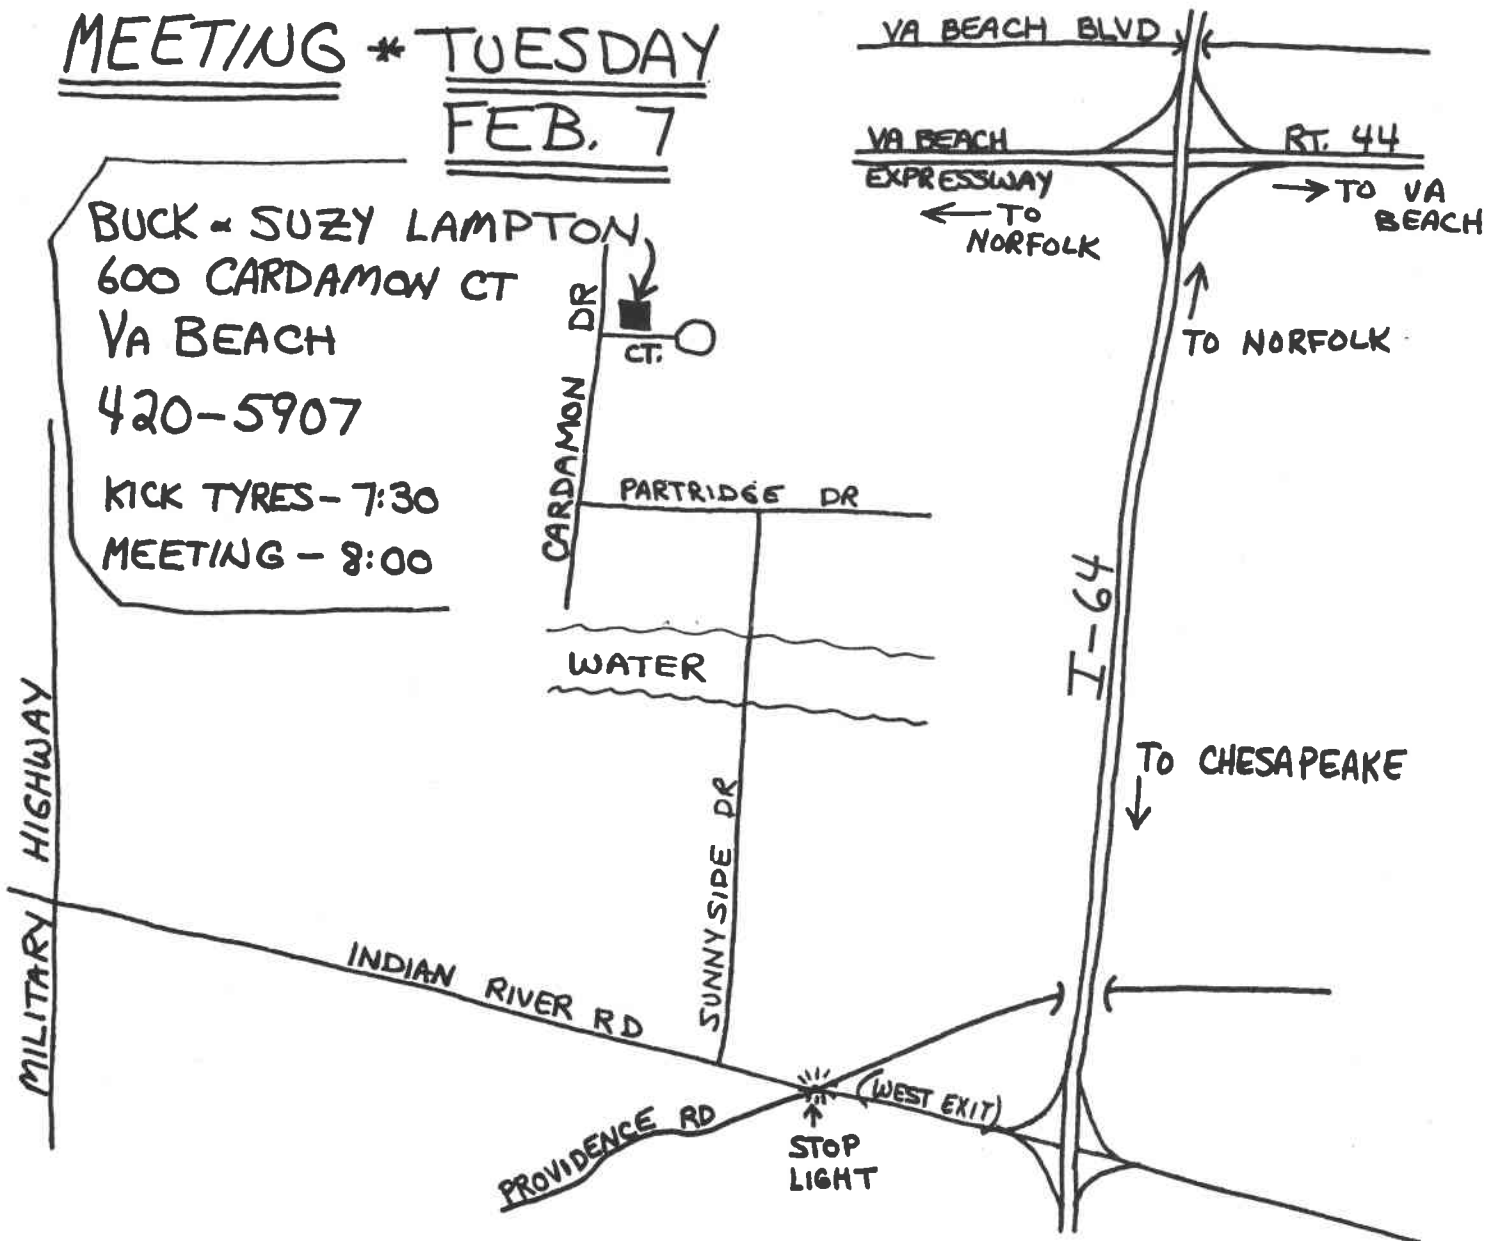 MEETING * TUESDAY
FEB. 7
BUCK & SUZY LAMPTON
600 CARDAMON CT
VA BEACH
420-5907
KICK TYRES - 7:30
MEETING - 8:00
VA BEACH BLVD
VA BEACH
EXPRESSWAY
RT. 44
← TO
NORFOLK
→ TO VA
BEACH
TO NORFOLK
CARDAMON DR
CT.
PARTRIDGE DR
WATER
I-64
TO CHESAPEAKE
MILITARY HIGHWAY
SUNNYSIDE DR
INDIAN RIVER RD
(WEST EXIT)
PROVIDENCE RD
STOP
LIGHT